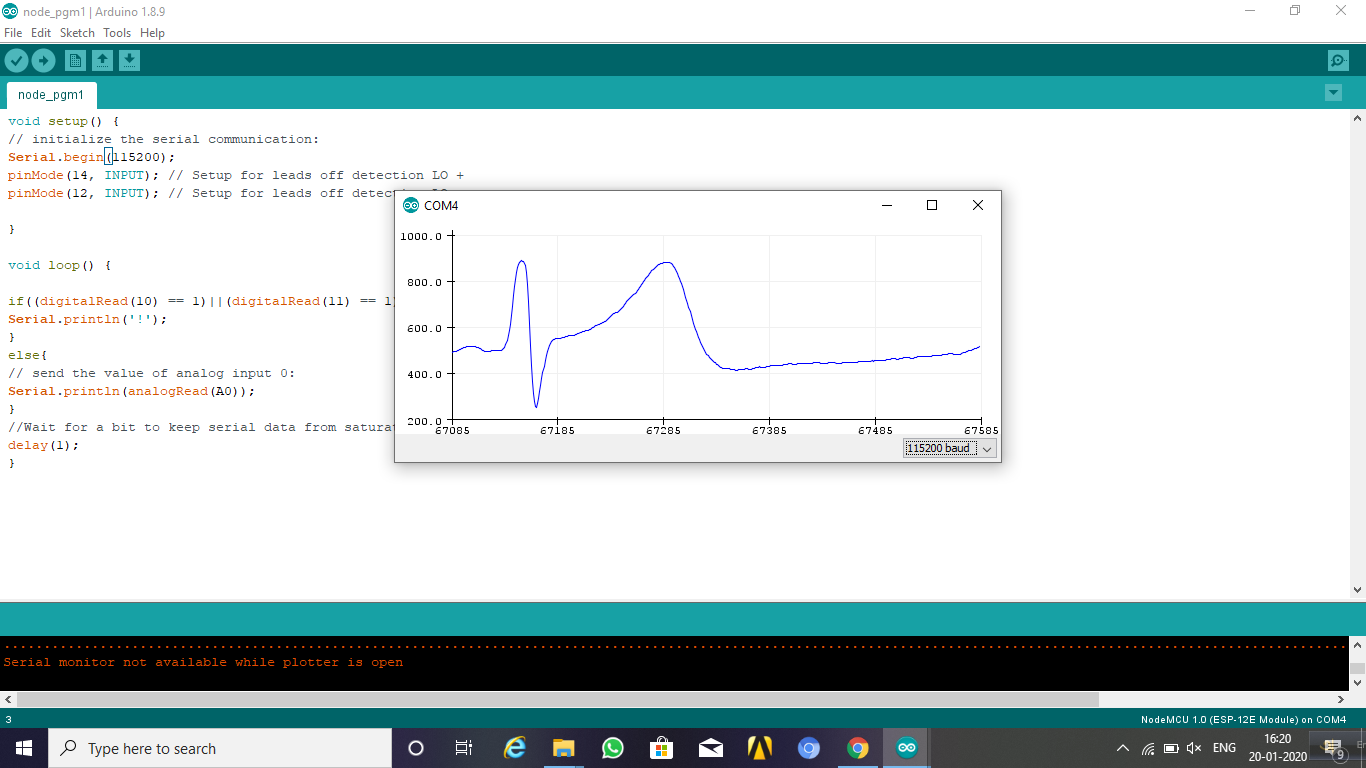 node_pgm1 | Arduino 1.8.9
File Edit Sketch Tools Help
node_pgm1
void setup() {
// initialize the serial communication:
Serial.begin(115200);
pinMode(14, INPUT); // Setup for leads off detection LO +
pinMode(12, INPUT); // Setup for leads off
}
void loop() {
if((digitalRead(10) == 1)||(digitalRead(11) == 1
Serial.println('!');
}
else{
// send the value of analog input 0:
Serial.println(analogRead(A0));
}
//Wait for a bit to keep serial data from
delay(1);
}
COM4
1000.0
800.0
600.0
400.0
200.0
67085 67185 67285 67385 67485 67585
115200 baud
Serial monitor not available while plotter is open
3
NodeMCU 1.0 (ESP-12E Module) on COM4
Type here to search
ENG
16:20
20-01-2020
9